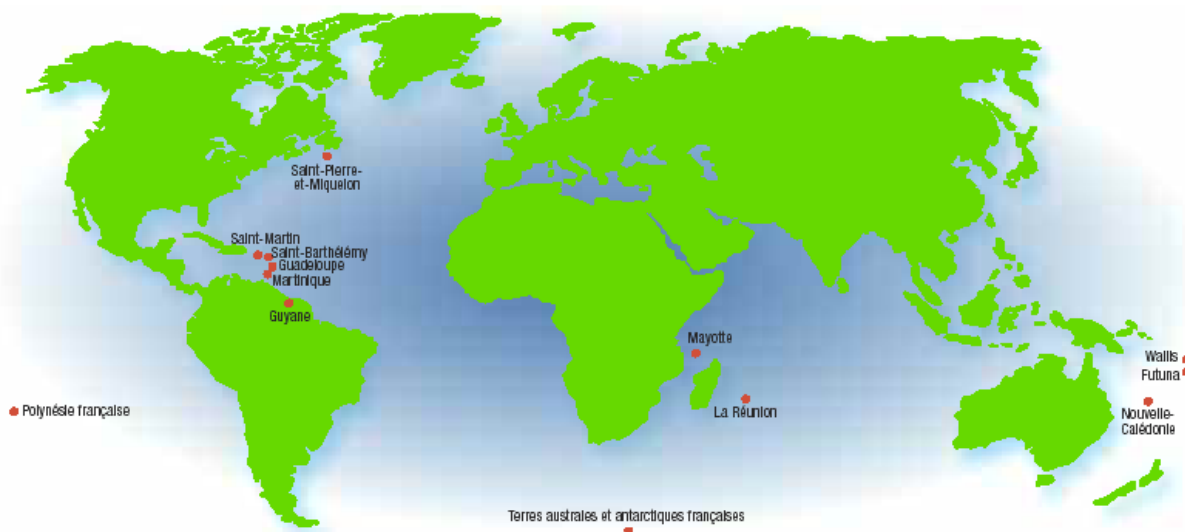 Saint-Pierre-
et-Miquelon
Saint-Martin
Saint-Barthélémy
Guadeloupe
Martinique
Guyane
Mayotte
Wallis
Futuna
La Réunion
Polynésie française
Nouvelle-
Calédonie
Terres australes et antarctiques françaises